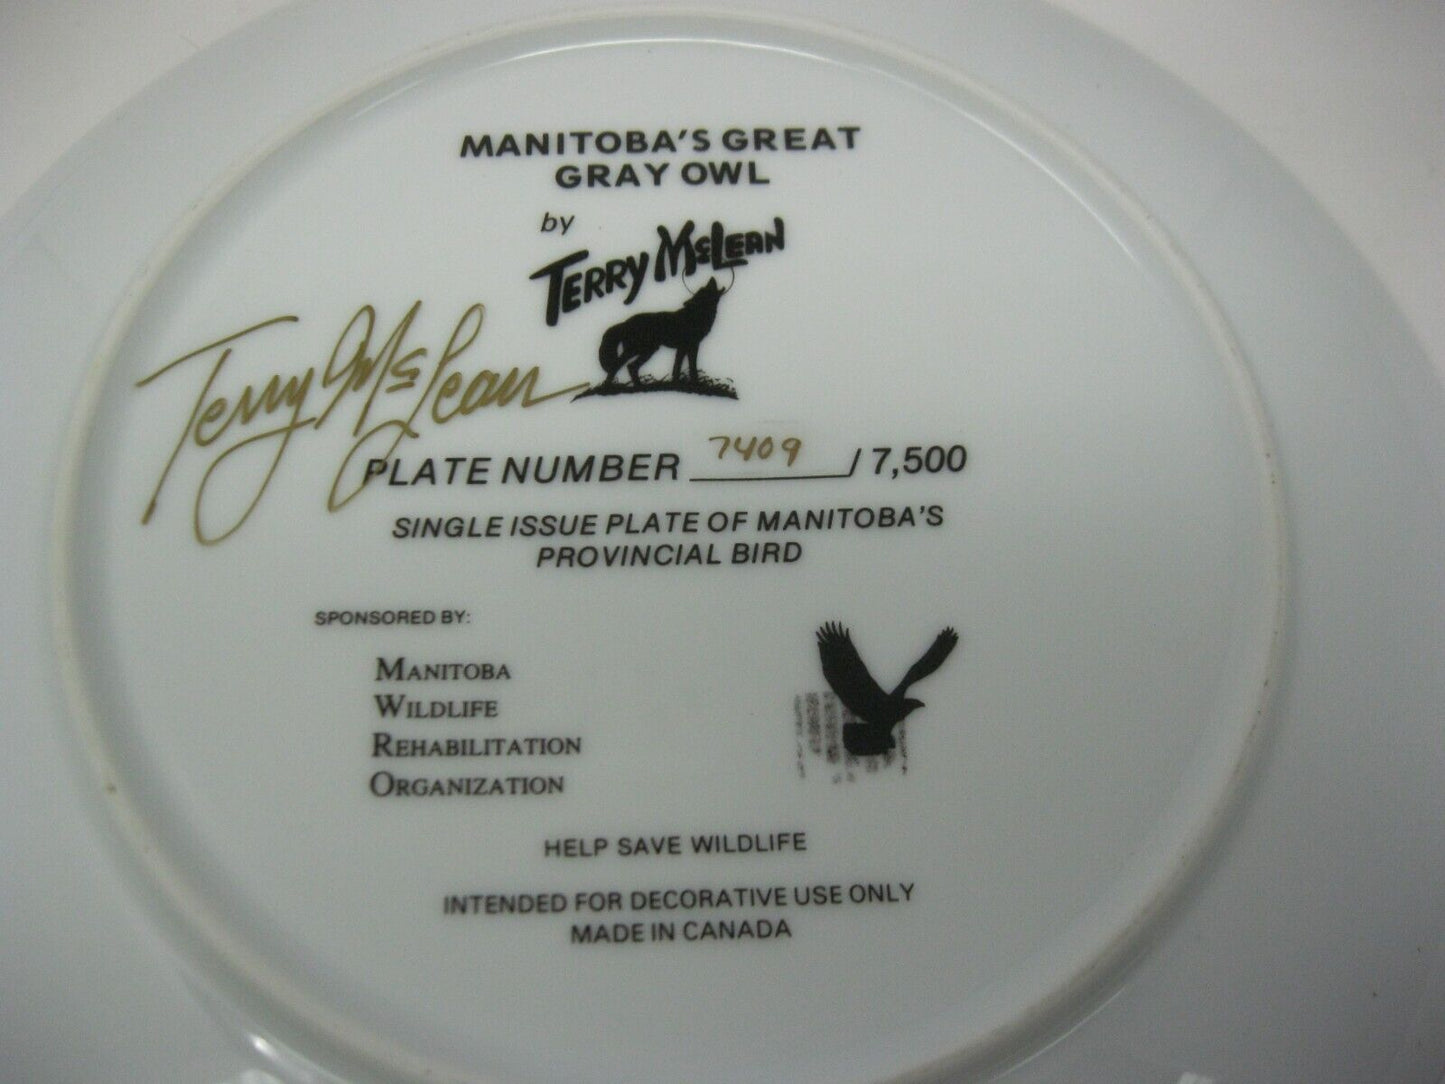 MANITOBA'S GREAT
GRAY OWL
by
TERRY McLEAN
Terry McLean
PLATE NUMBER 7409 / 7,500
SINGLE ISSUE PLATE OF MANITOBA'S
PROVINCIAL BIRD
SPONSORED BY:
MANITOBA
WILDLIFE
REHABILITATION
ORGANIZATION
HELP SAVE WILDLIFE
INTENDED FOR DECORATIVE USE ONLY
MADE IN CANADA